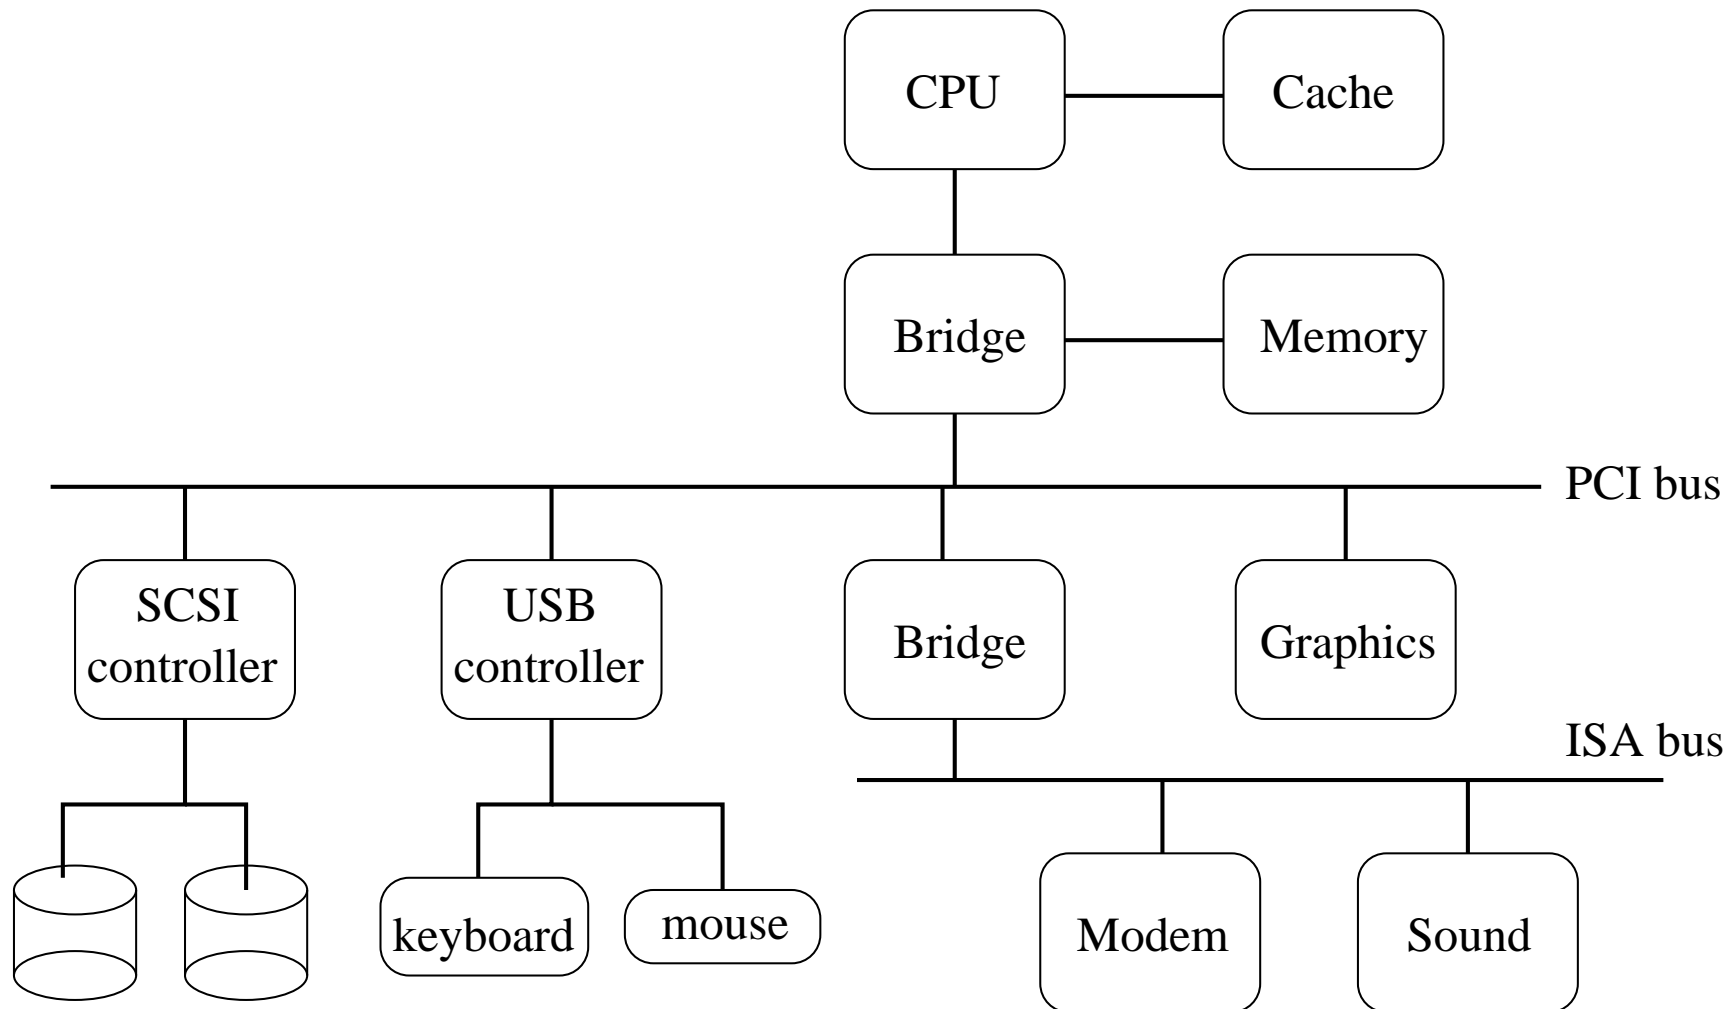 CPU
Cache
Bridge
Memory
PCI bus
SCSI
controller
USB
controller
Bridge
Graphics
ISA bus
keyboard
mouse
Modem
Sound